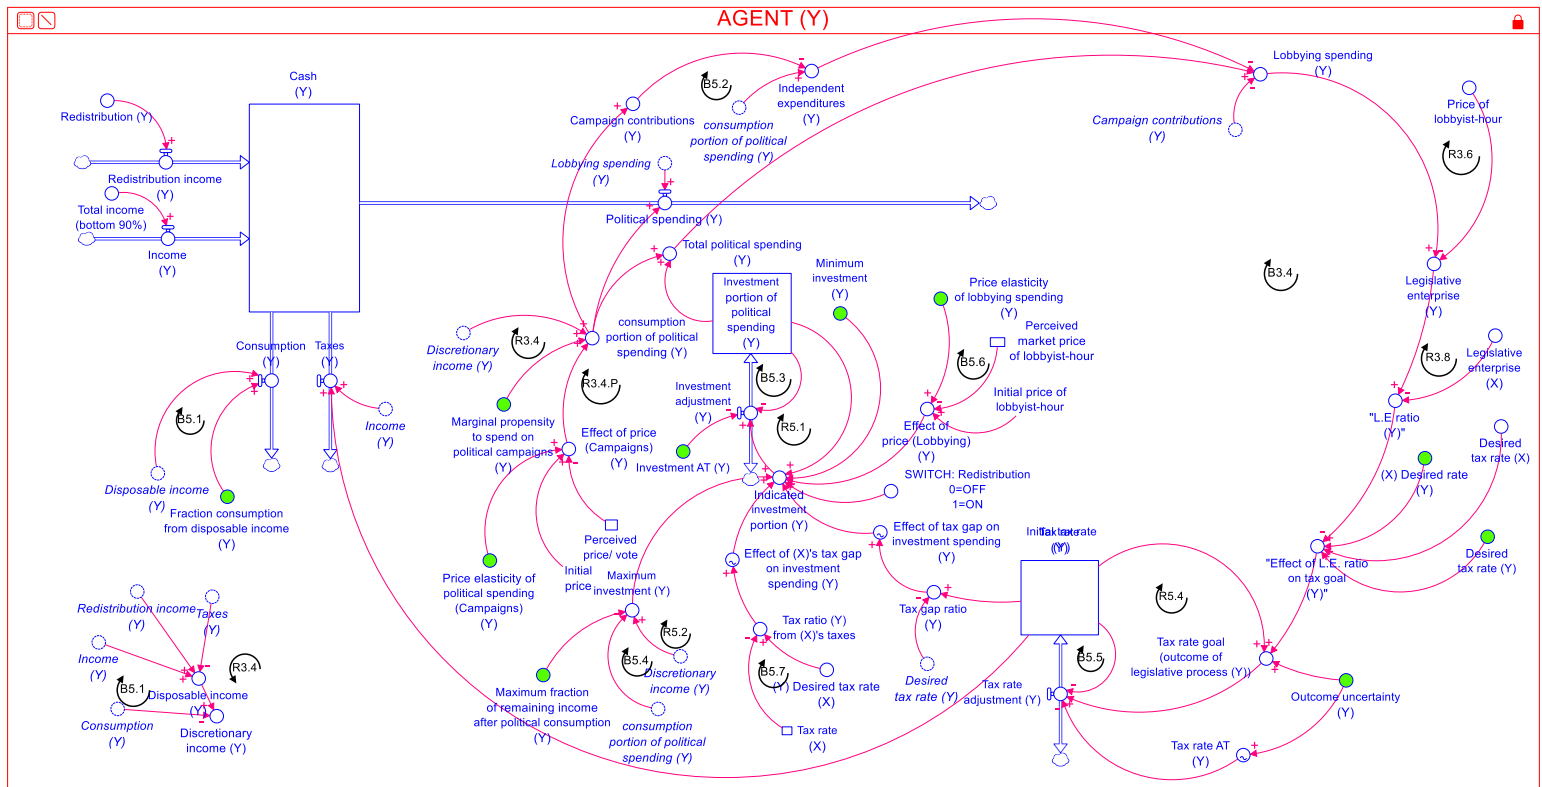 AGENT (Y)
Cash
(Y)
Redistribution (Y)
Redistribution income
(Y)
Total income
(bottom 90%)
Income
(Y)
Consumption
(Y)
Taxes
(Y)
B5.1
Income
(Y)
Disposable income
(Y)
Fraction consumption
from disposable income
(Y)
Redistribution income
(Y)
Taxes
(Y)
Income
(Y)
R3.4
B5.1
Disposable income
(Y)
Consumption
(Y)
Discretionary
income (Y)
B5.2
Campaign contributions
(Y)
Independent
expenditures
(Y)
consumption
portion of political
spending (Y)
Lobbying spending
(Y)
Political spending (Y)
Total political spending
(Y)
Investment
portion of
political
spending
(Y)
Minimum
investment
(Y)
consumption
portion of political
spending (Y)
Discretionary
income (Y)
R3.4
R3.4.P
Marginal propensity
to spend on
political campaigns
(Y)
Effect of price
(Campaigns)
(Y)
Investment
adjustment
(Y)
B5.3
R5.1
Investment AT (Y)
Price elasticity
of lobbying spending
(Y)
Perceived
market price
of lobbyist-hour
B5.6
Initial price of
lobbyist-hour
Effect of
price (Lobbying)
(Y)
SWITCH: Redistribution
0=OFF
1=ON
Indicated
investment
portion (Y)
Perceived
price/ vote
Initial
price
Price elasticity of
political spending
(Campaigns)
(Y)
Maximum
investment (Y)
R5.2
B5.4
Discretionary
income (Y)
Maximum fraction
of remaining income
after political consumption
(Y)
consumption
portion of political
spending (Y)
Effect of (X)'s tax gap
on investment
spending (Y)
Effect of tax gap on
investment spending
(Y)
Tax ratio (Y)
from (X)'s taxes
B5.7
(Y) Desired tax rate
(X)
Tax rate
(X)
Tax gap ratio
(Y)
Desired
tax rate (Y)
Initial tax rate
(Y)
Tax rate
(Y)
R5.4
B5.5
Tax rate
adjustment (Y)
Tax rate goal
(outcome of
legislative process (Y))
Outcome uncertainty
(Y)
Tax rate AT
(Y)
Lobbying spending
(Y)
Campaign contributions
(Y)
Price of
lobbyist-hour
R3.6
B3.4
Legislative
enterprise
(Y)
R3.8
Legislative
enterprise
(X)
"L.E ratio
(Y)"
Desired
tax rate (X)
(X) Desired rate
(Y)
Desired
tax rate (Y)
"Effect of L.E. ratio
on tax goal
(Y)"